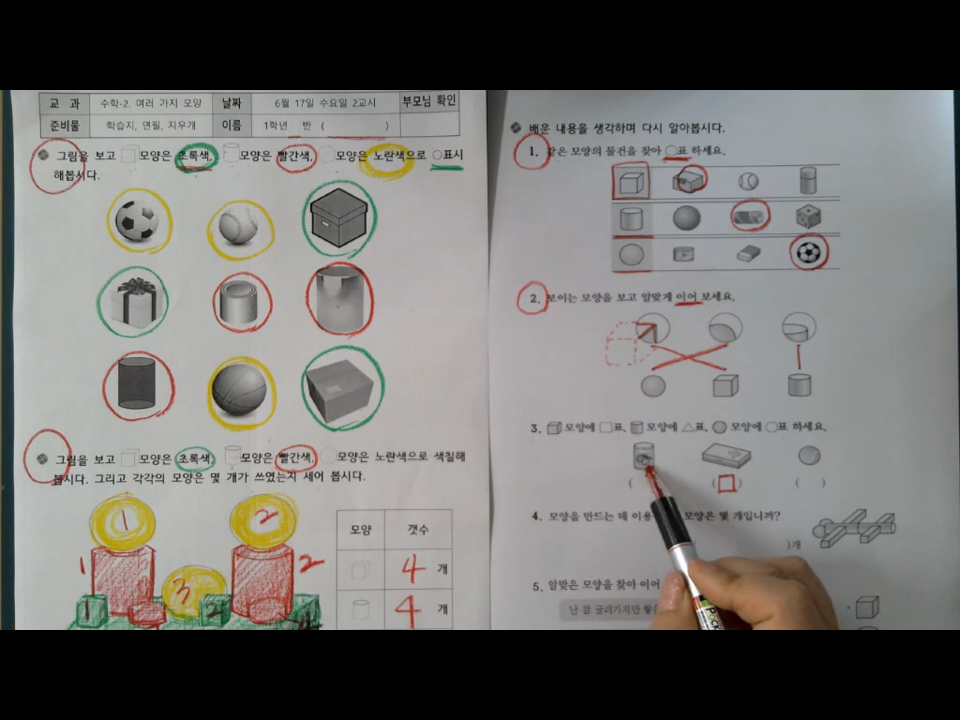 교 과 수학-2. 여러 가지 모양 날짜 6월 17일 수요일 2교시 부모님 확인
준비물 학습지, 연필, 지우개 이름 1학년 반 ( )
그림을 보고 모양은 초록색, 모양은 빨간색, 모양은 노란색으로 ○표시
해봅시다.
그림을 보고 모양은 초록색, 모양은 빨간색, 모양은 노란색으로 색칠해
봅시다. 그리고 각각의 모양은 몇 개가 쓰였는지 세어 봅시다.
1 2
1 3 2
1 2
모양 갯수
4 개
4 개
배운 내용을 생각하며 다시 알아봅시다.
1. 같은 모양의 물건을 찾아 ○표 하세요.
2. 보이는 모양을 보고 알맞게 이어 보세요.
3. 모양에 □표, 모양에 △표, 모양에 ○표 하세요.
( (□) ( )
4. 모양을 만드는 데 이용 모양은 몇 개입니까?
)개
5. 알맞은 모양을 찾아 이어
난 잘 굴러가지만